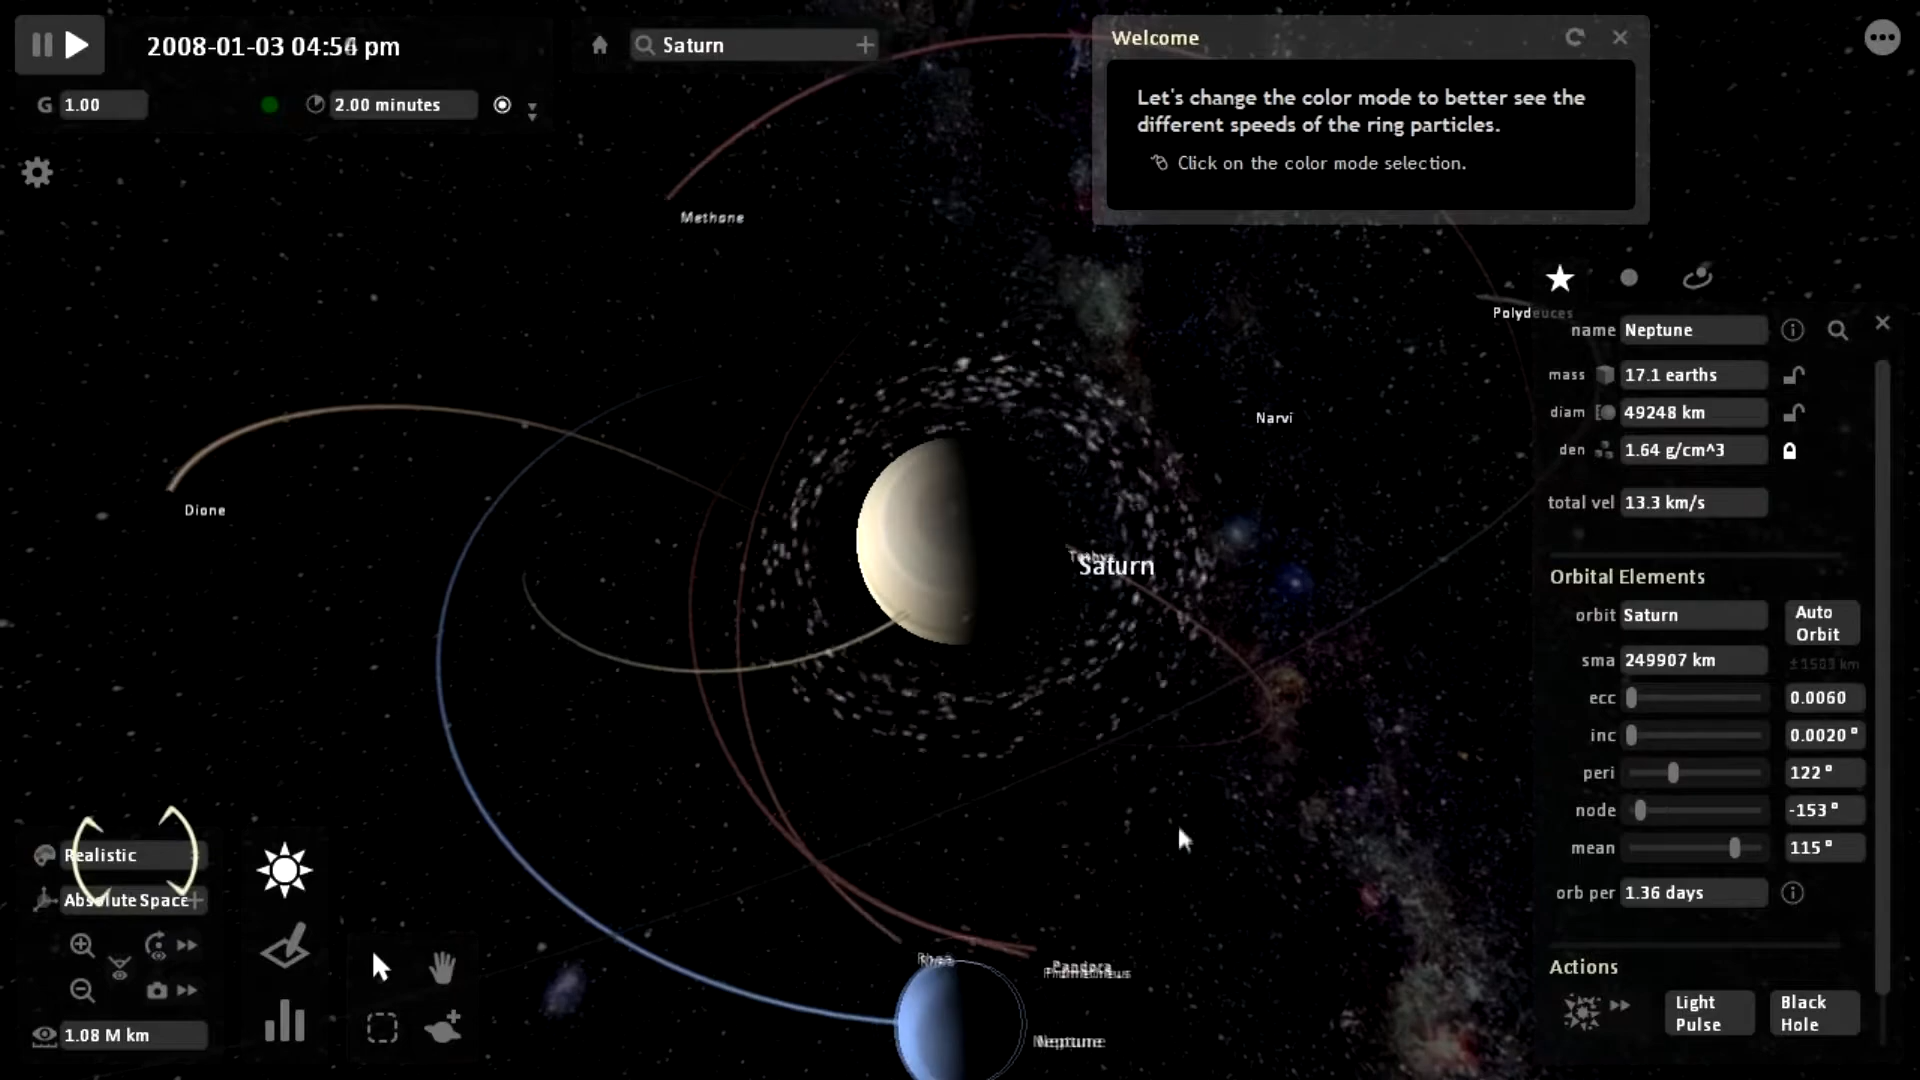 2008-01-03 04:54 pm
Saturn
Welcome
G 1.00
2.00 minutes
Let's change the color mode to better see the
different speeds of the ring particles.
Click on the color mode selection.
Methone
Polydeuces
name Neptune
mass 17.1 earths
diam 49248 km
den 1.64 g/cm^3
total vel 13.3 km/s
Narvi
Dione
Saturn
Orbital Elements
orbit Saturn
Auto
Orbit
sma 249907 km
ecc 0.0060
inc 0.0020 °
peri 122 °
node -153 °
mean 115 °
orb per 1.36 days
Realistic
Absolute Space
Rhea
Pandora
Neptune
1.08 M km
Actions
Light
Pulse
Black
Hole